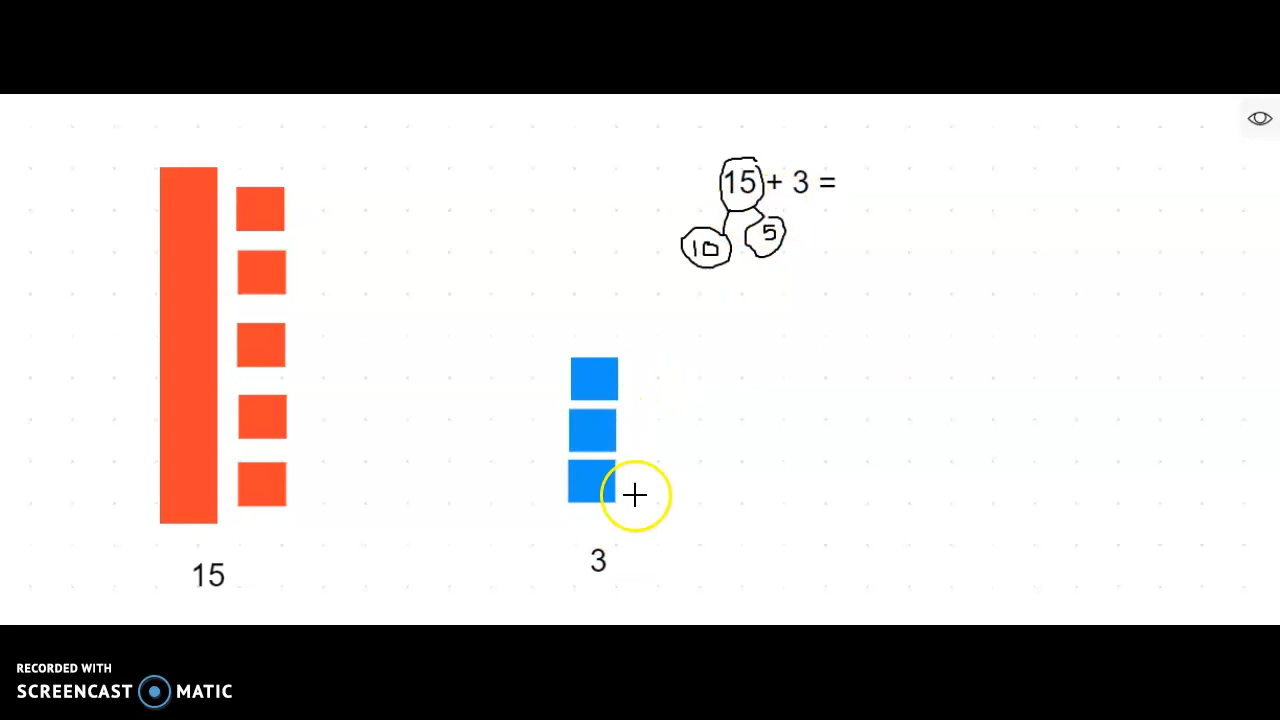 15 + 3 =
10 5
3
15
RECORDED WITH
SCREENCAST MATIC